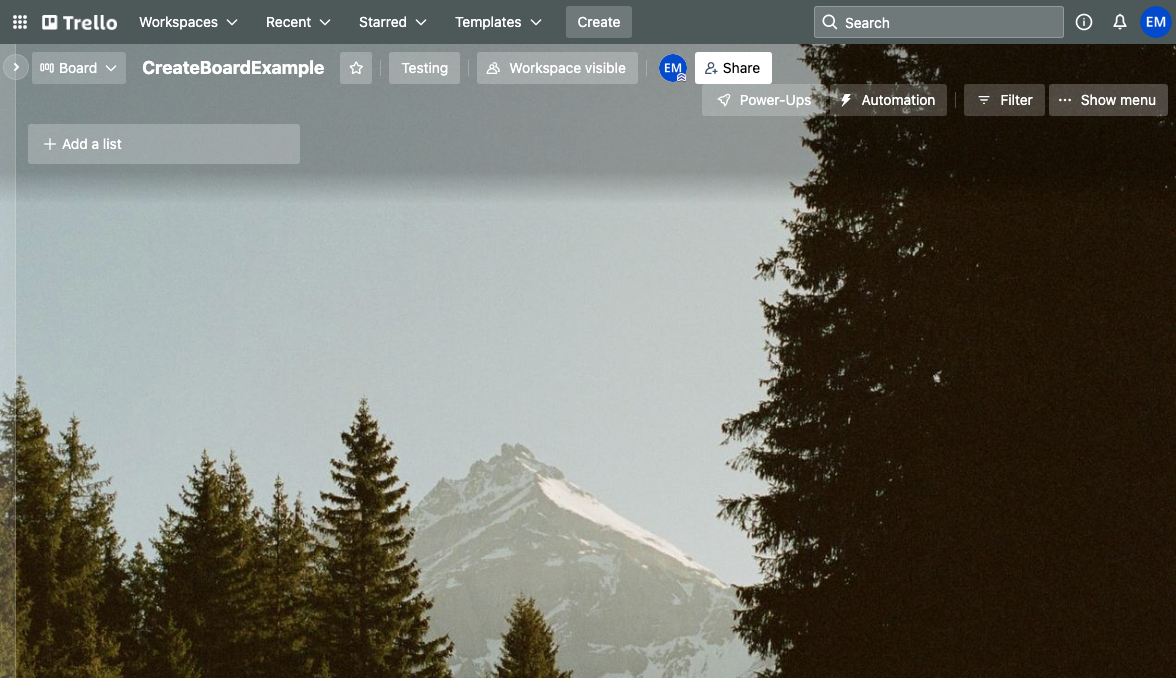 Trello Workspaces Recent Starred Templates Create Search EM
Board CreateBoardExample Testing Workspace visible EM Share
Power-Ups Automation Filter Show menu
Add a list